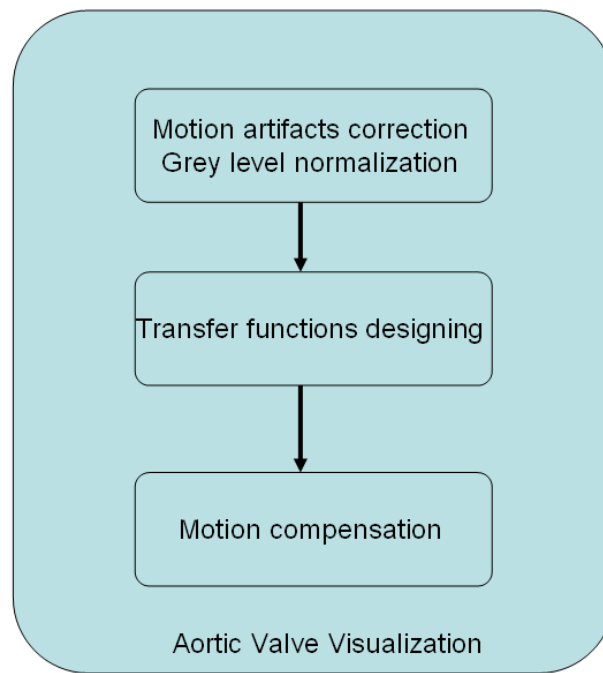 Motion artifacts correction
Grey level normalization
Transfer functions designing
Motion compensation
Aortic Valve Visualization